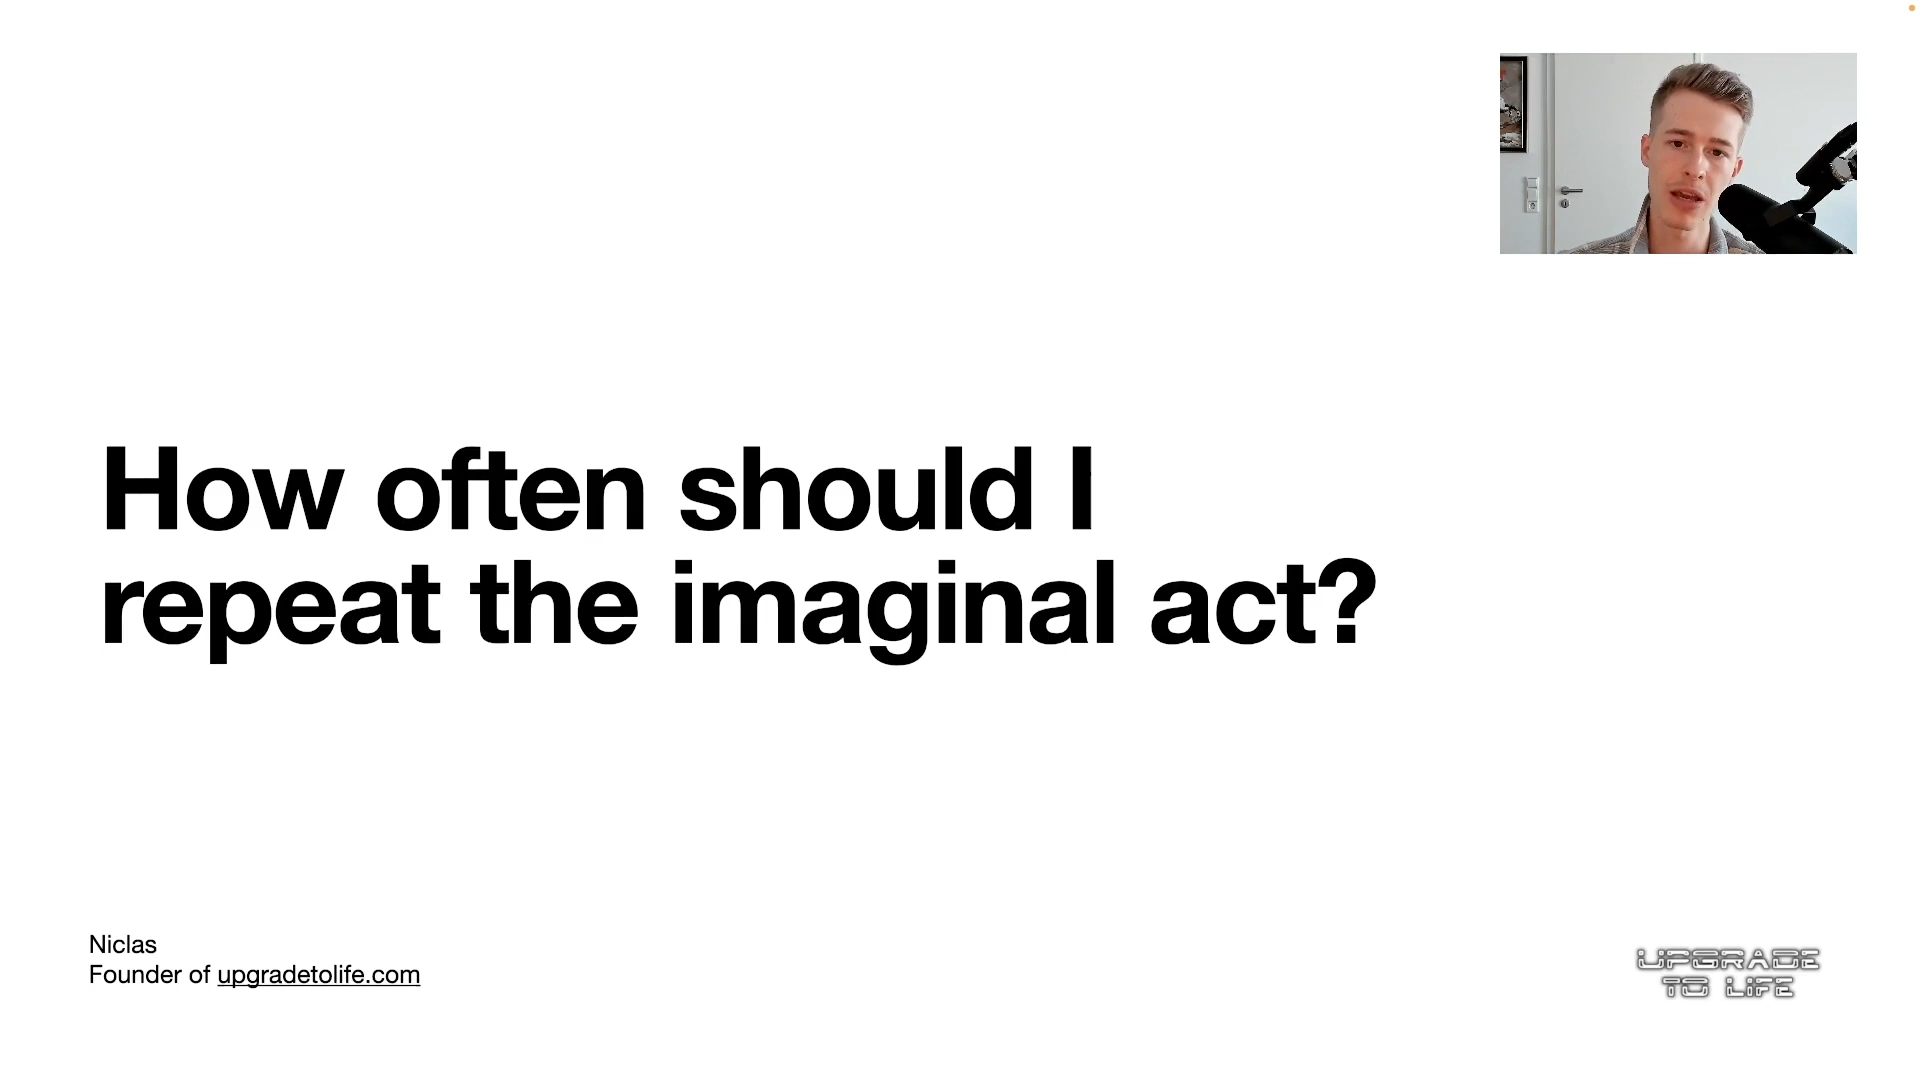 How often should I
repeat the imaginal act?
Niclas
Founder of upgradetolife.com
UPGRADE
TO LIFE